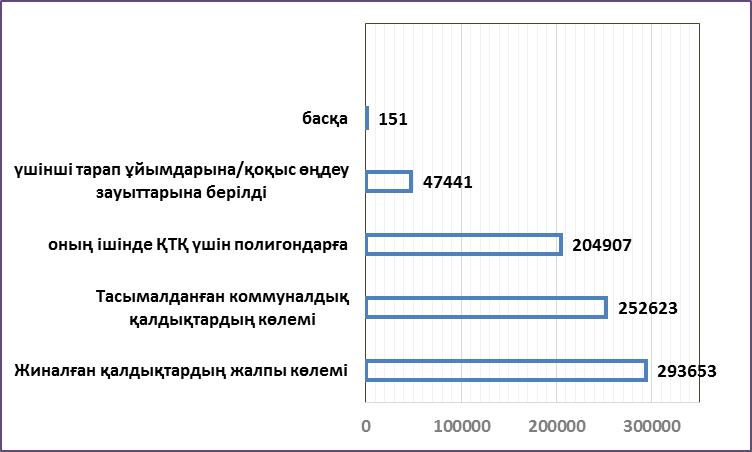 басқа
151
үшінші тарап ұйымдарына/қоқыс өңдеу
зауыттарына берілді
47441
оның ішінде ҚТҚ үшін полигондарға
204907
Тасымалданған коммуналдық
қалдықтардың көлемі
252623
Жиналған қалдықтардың жалпы көлемі
293653
0 100000 200000 300000